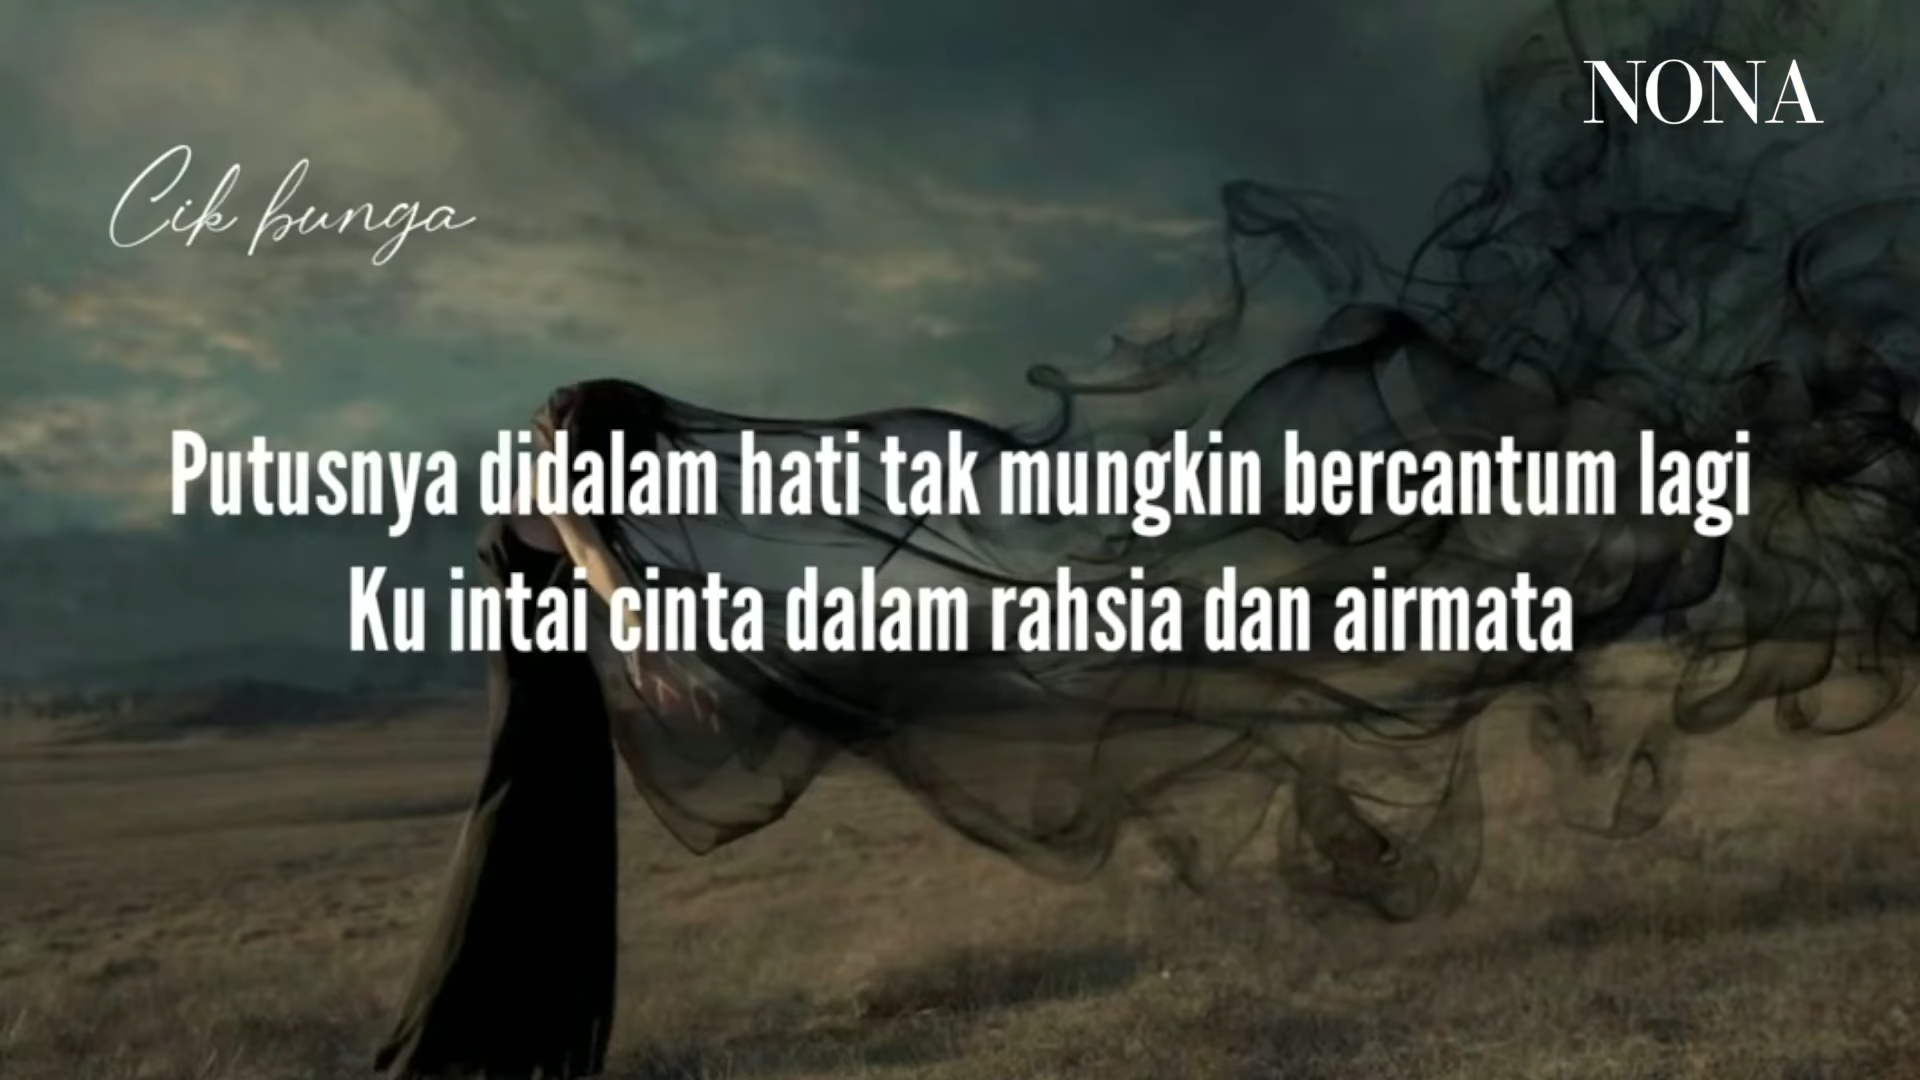 NONA
Cik bunga
Putusnya didalam hati tak mungkin bercantum lagi
Ku intai cinta dalam rahsia dan airmata